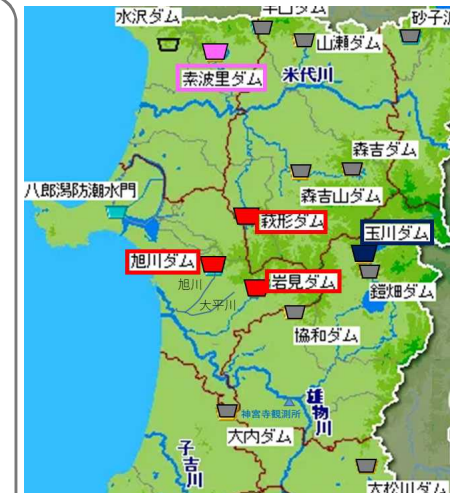 水沢ダム
山瀬ダム
素波里ダム
米代川
森吉ダム
八郎潟防潮水門
森吉山ダム
萩形ダム
玉川ダム
旭川ダム
岩見ダム
旭川
鎧畑ダム
大平川
協和ダム
雄物川
神宮寺観測所
大内ダム
子吉川
大松川ダム